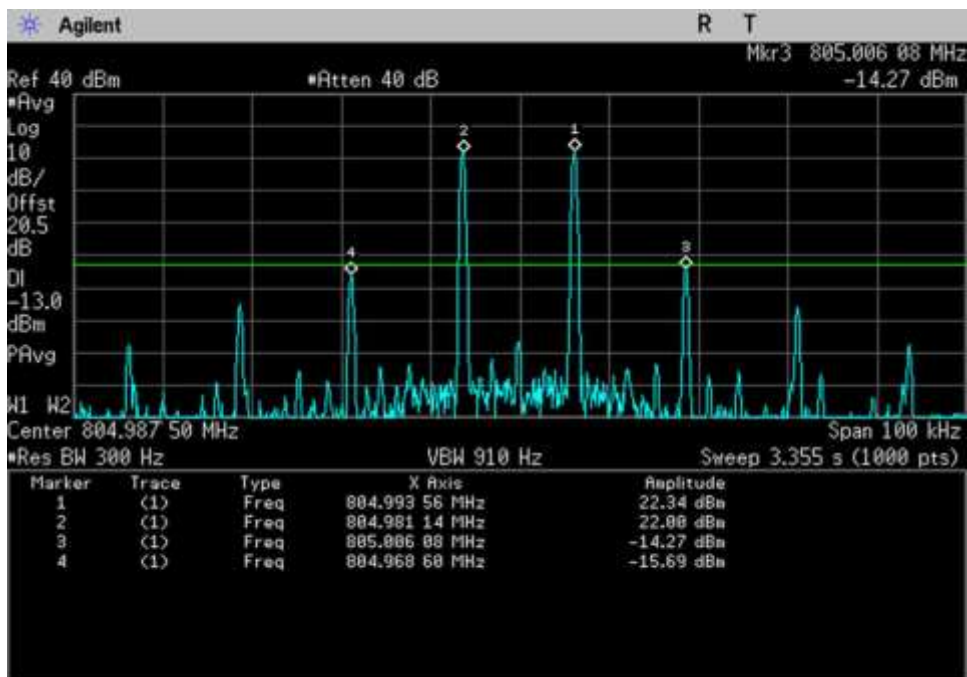 Agilent R T
Mkr3 805.006 08 MHz
Ref 40 dBm #Atten 40 dB -14.27 dBm
#Avg
Log
10
dB/
Offst
20.5
dB
DI
-13.0
dBm
PAvg
W1 W2
2
1
4
3
Center 804.987 50 MHz Span 100 kHz
#Res BW 300 Hz VBW 910 Hz Sweep 3.355 s (1000 pts)
Marker Trace Type X Axis Amplitude
1 (1) Freq 804.993 56 MHz 22.34 dBm
2 (1) Freq 804.981 14 MHz 22.00 dBm
3 (1) Freq 805.006 08 MHz -14.27 dBm
4 (1) Freq 804.968 60 MHz -15.69 dBm